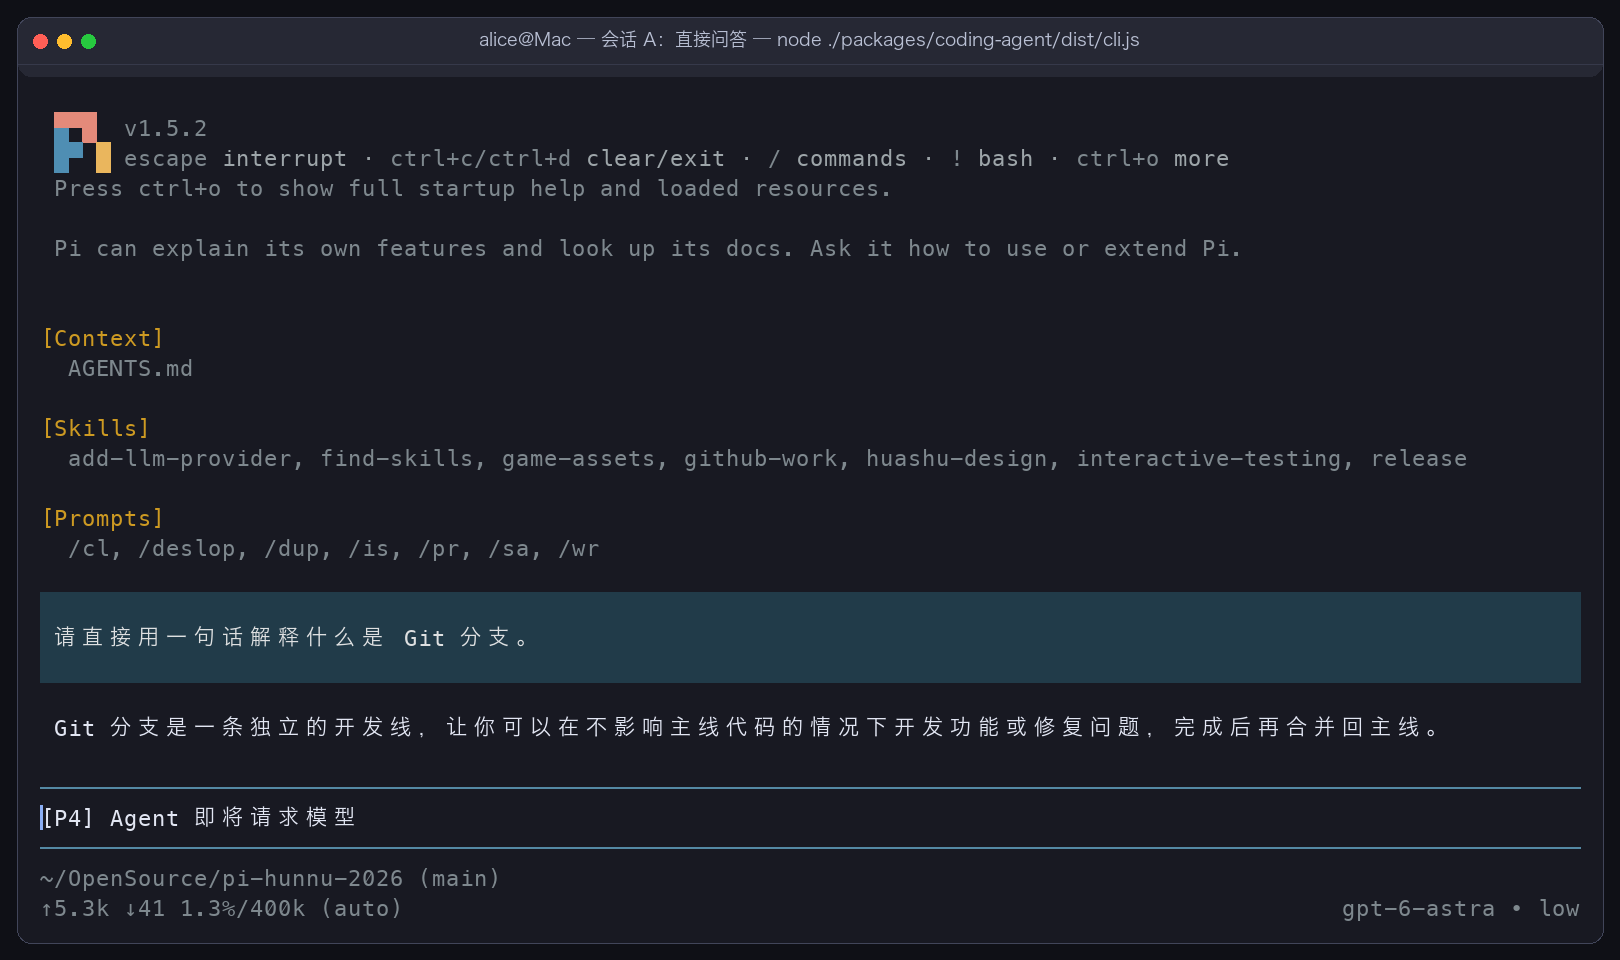 alice@Mac — 会话 A：直接问答 — node ./packages/coding-agent/dist/cli.js
v1.5.2
escape interrupt · ctrl+c/ctrl+d clear/exit · / commands · ! bash · ctrl+o more
Press ctrl+o to show full startup help and loaded resources.
Pi can explain its own features and look up its docs. Ask it how to use or extend Pi.
[Context]
AGENTS.md
[Skills]
add-llm-provider, find-skills, game-assets, github-work, huashu-design, interactive-testing, release
[Prompts]
/cl, /deslop, /dup, /is, /pr, /sa, /wr
请直接用一句话解释什么是 Git 分支。
Git 分支是一条独立的开发线，让你可以在不影响主线代码的情况下开发功能或修复问题，完成后再合并回主线。
[P4] Agent 即将请求模型
~/OpenSource/pi-hunnu-2026 (main)
↑5.3k ↓41 1.3%/400k (auto) gpt-6-astra • low